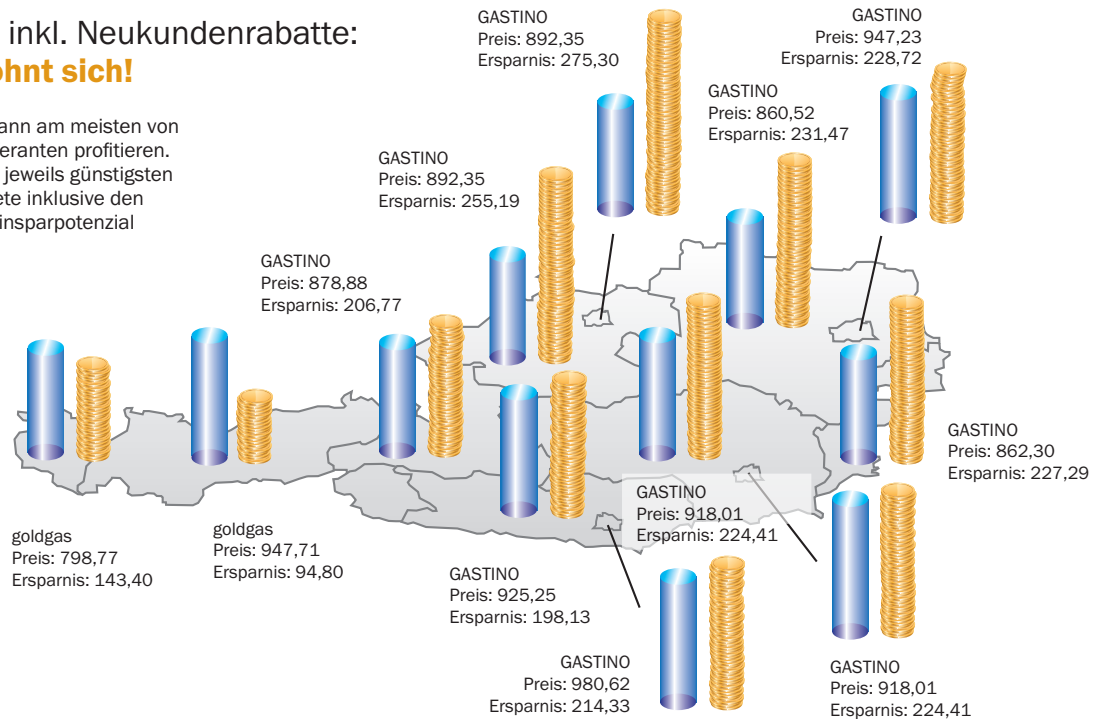 inkl. Neukundenrabatte:
ohnt sich!
ann am meisten von
eranten profitieren.
jeweils günstigsten
ete inklusive den
insparpotenzial
GASTINO
Preis: 892,35
Ersparnis: 275,30
GASTINO
Preis: 947,23
Ersparnis: 228,72
GASTINO
Preis: 860,52
Ersparnis: 231,47
GASTINO
Preis: 892,35
Ersparnis: 255,19
GASTINO
Preis: 878,88
Ersparnis: 206,77
GASTINO
Preis: 862,30
Ersparnis: 227,29
GASTINO
Preis: 918,01
Ersparnis: 224,41
goldgas
Preis: 798,77
Ersparnis: 143,40
goldgas
Preis: 947,71
Ersparnis: 94,80
GASTINO
Preis: 925,25
Ersparnis: 198,13
GASTINO
Preis: 980,62
Ersparnis: 214,33
GASTINO
Preis: 918,01
Ersparnis: 224,41